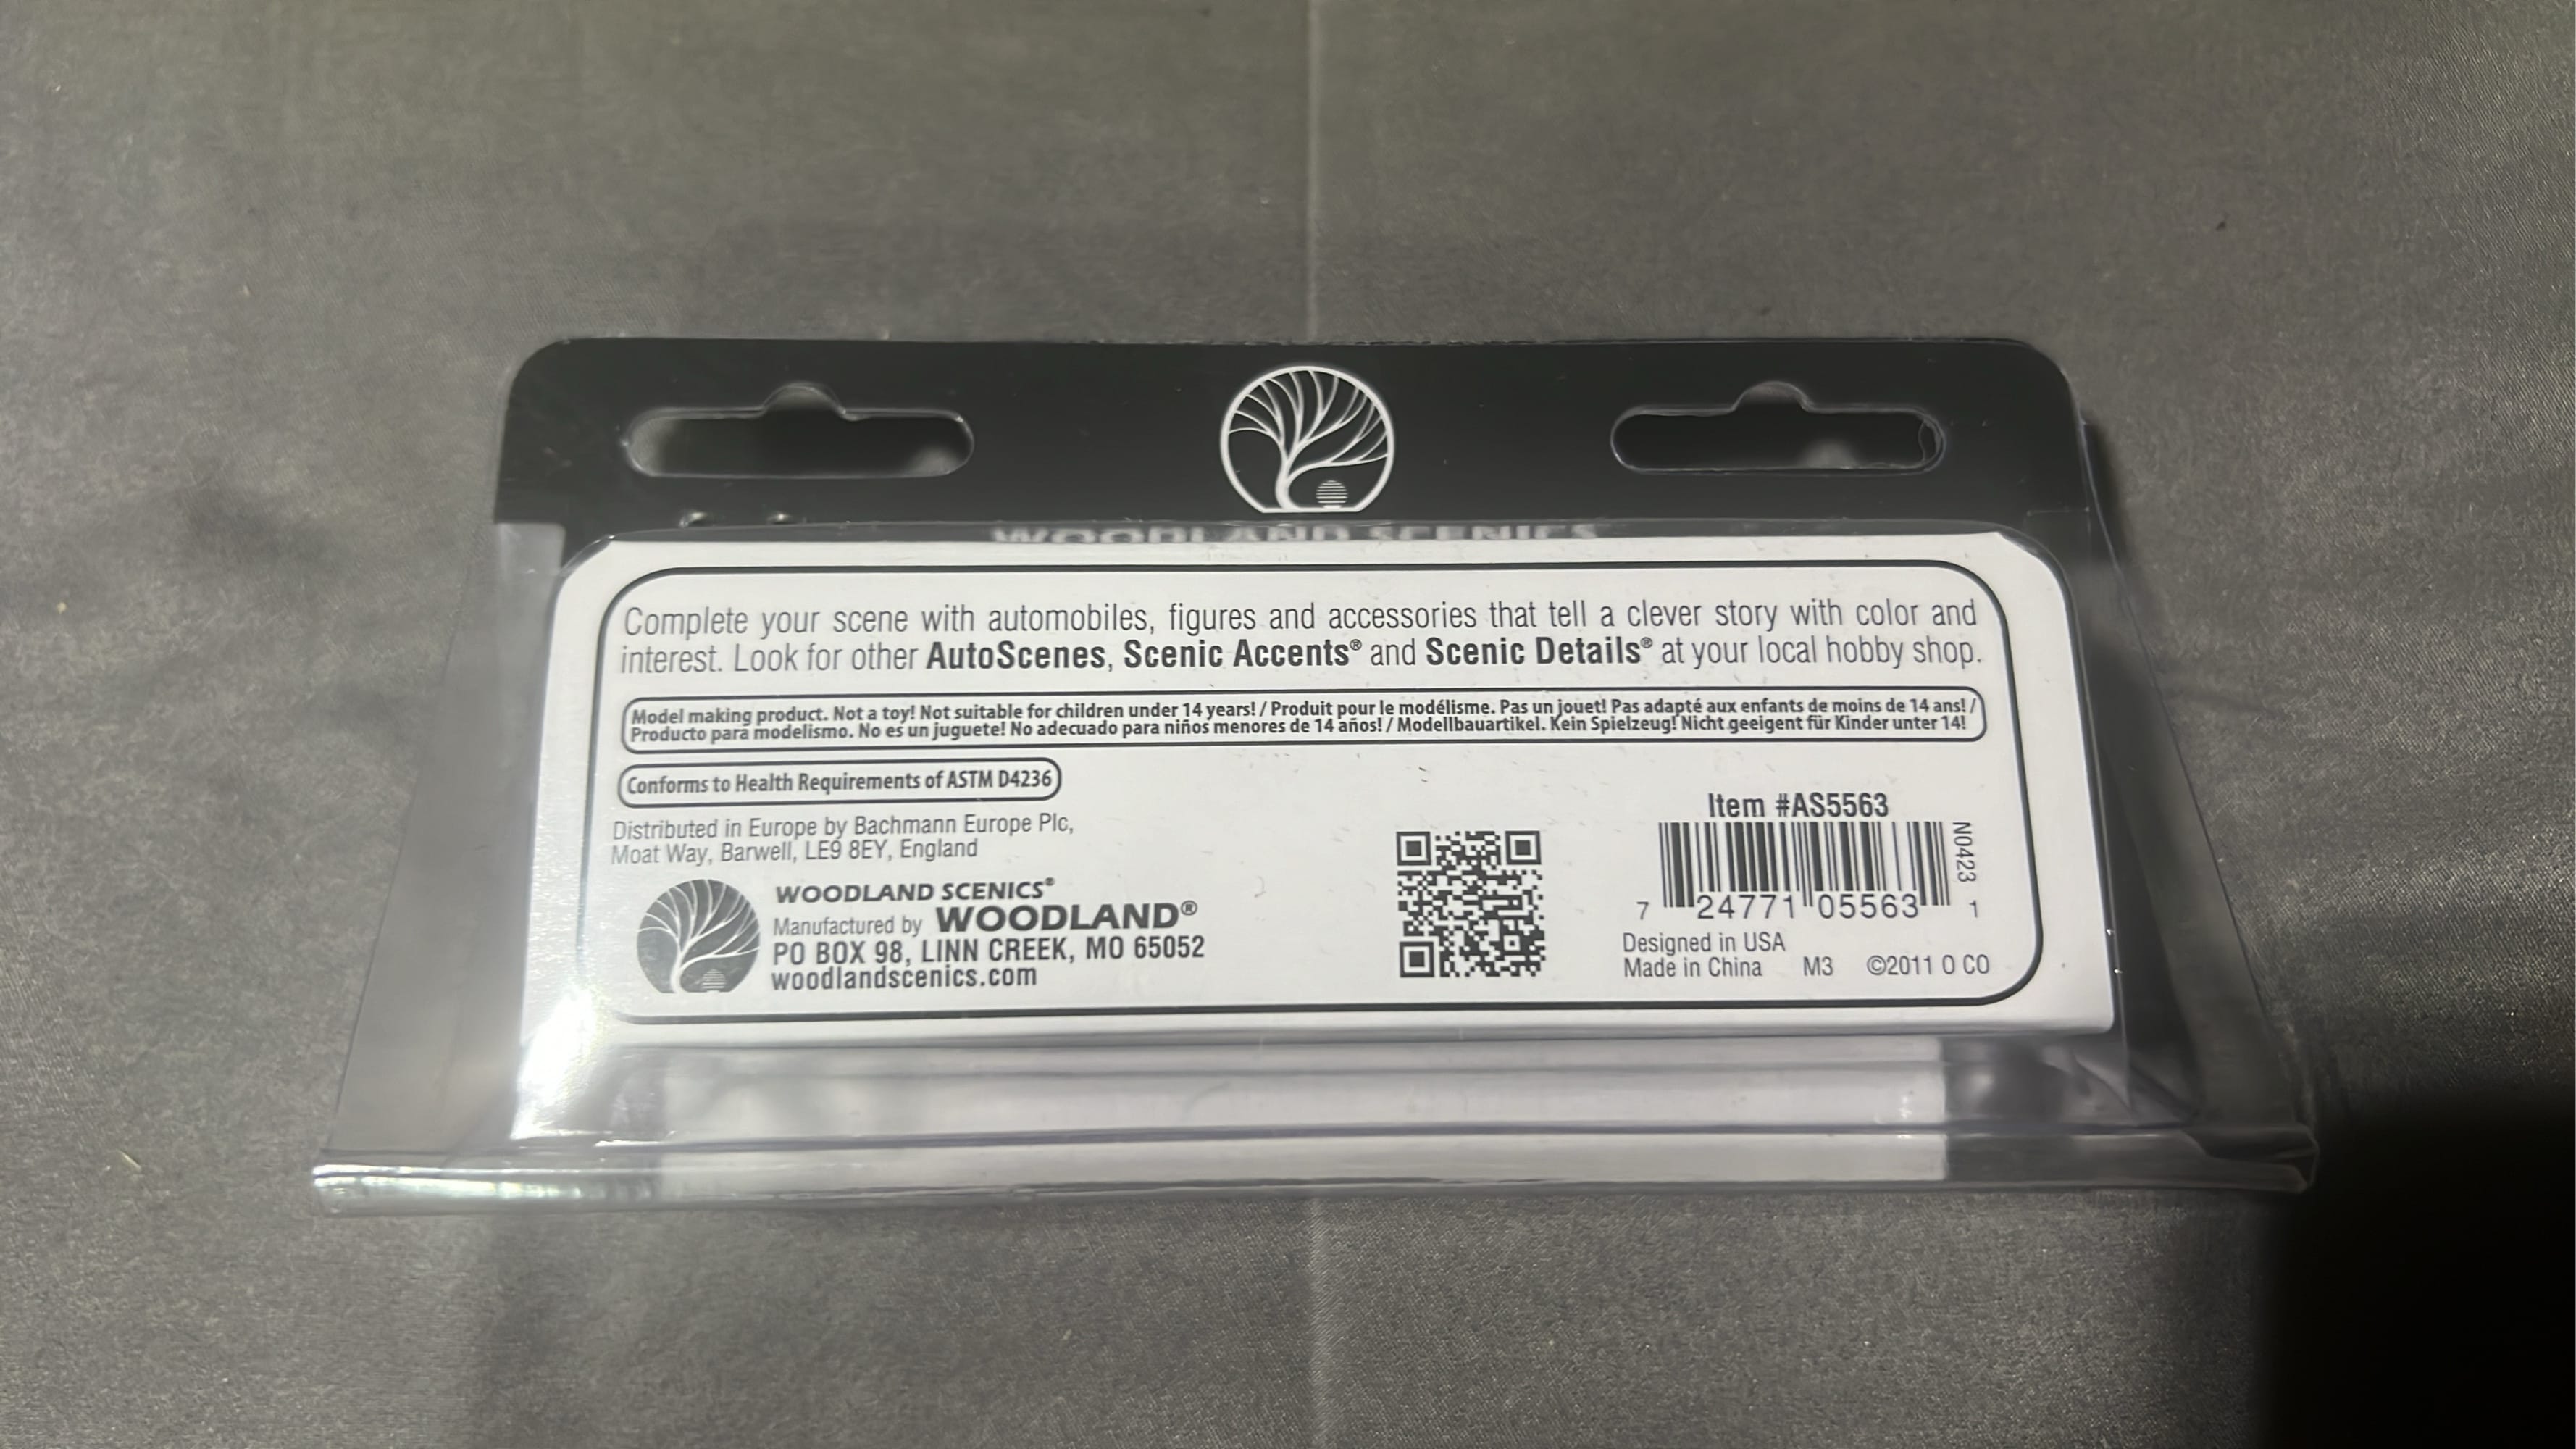 WOODLAND SCENICS
Complete your scene with automobiles, figures and accessories that tell a clever story with color and
interest. Look for other AutoScenes, Scenic Accents® and Scenic Details® at your local hobby shop.
Model making product. Not a toy! Not suitable for children under 14 years! / Produit pour le modélisme. Pas un jouet! Pas adapté aux enfants de moins de 14 ans! /
Producto para modelismo. No es un juguete! No adecuado para niños menores de 14 años! / Modellbauartikel. Kein Spielzeug! Nicht geeigent für Kinder unter 14!
Conforms to Health Requirements of ASTM D4236
Distributed in Europe by Bachmann Europe Plc,
Moat Way, Barwell, LE9 8EY, England
WOODLAND SCENICS®
Manufactured by WOODLAND®
PO BOX 98, LINN CREEK, MO 65052
woodlandscenics.com
Item #AS5563
N0423
7 24771 05563 1
Designed in USA
Made in China M3 ©2011 O CO